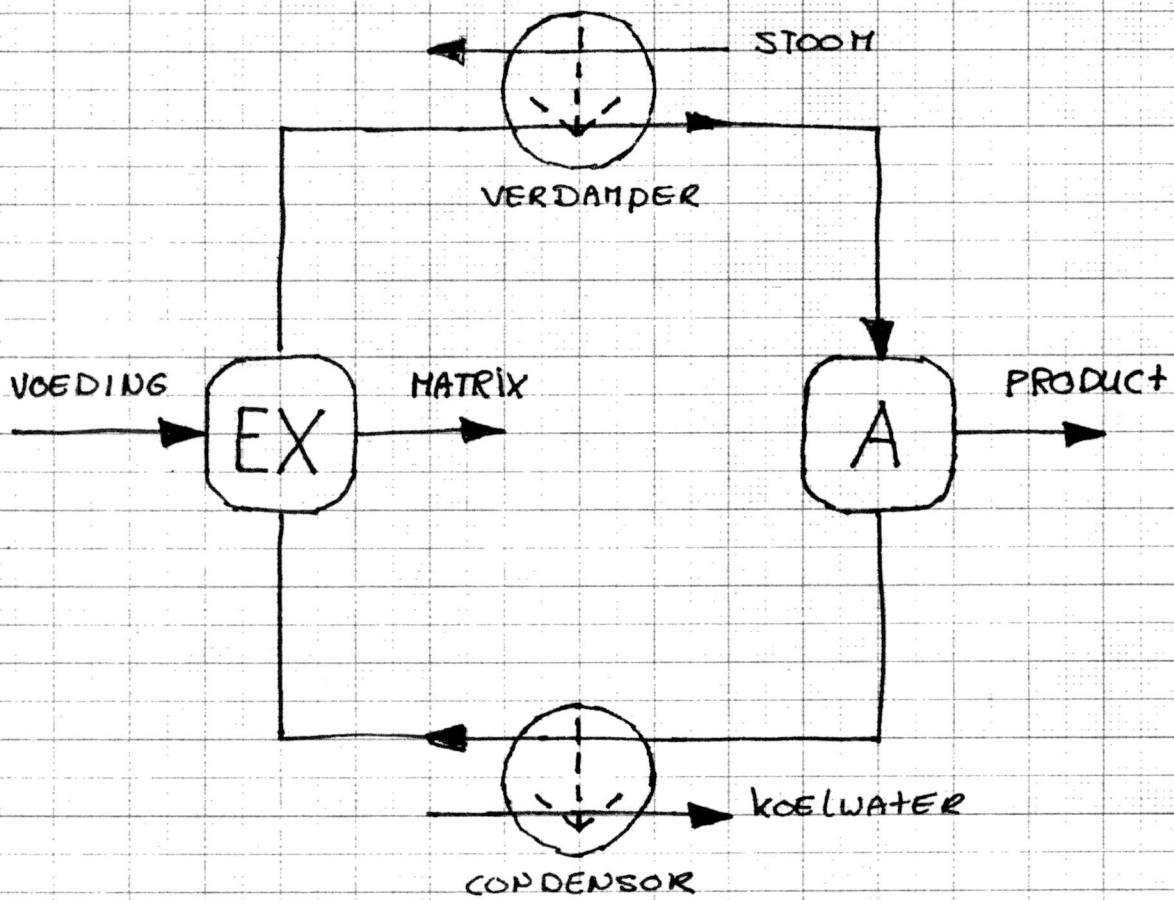 STOOM
VERDAMPER
VOEDING
EX
MATRIX
A
PRODUCT
KOELWATER
CONDENSOR